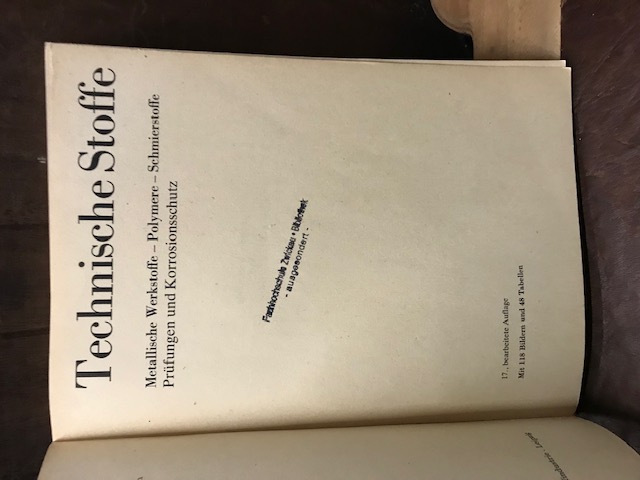 Technische Stoffe
Metallische Werkstoffe – Polymere – Schmierstoffe
Prüfungen und Korrosionsschutz
Fachhochschule Zwickau • Bibliothek
- ausgesondert -
17., bearbeitete Auflage
Mit 118 Bildern und 48 Tabellen